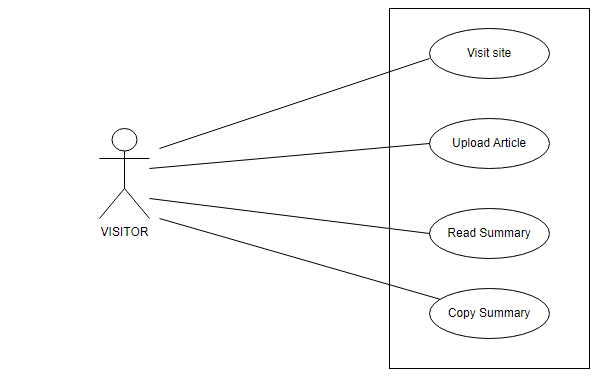 Visit site
Upload Article
Read Summary
VISITOR
Copy Summary